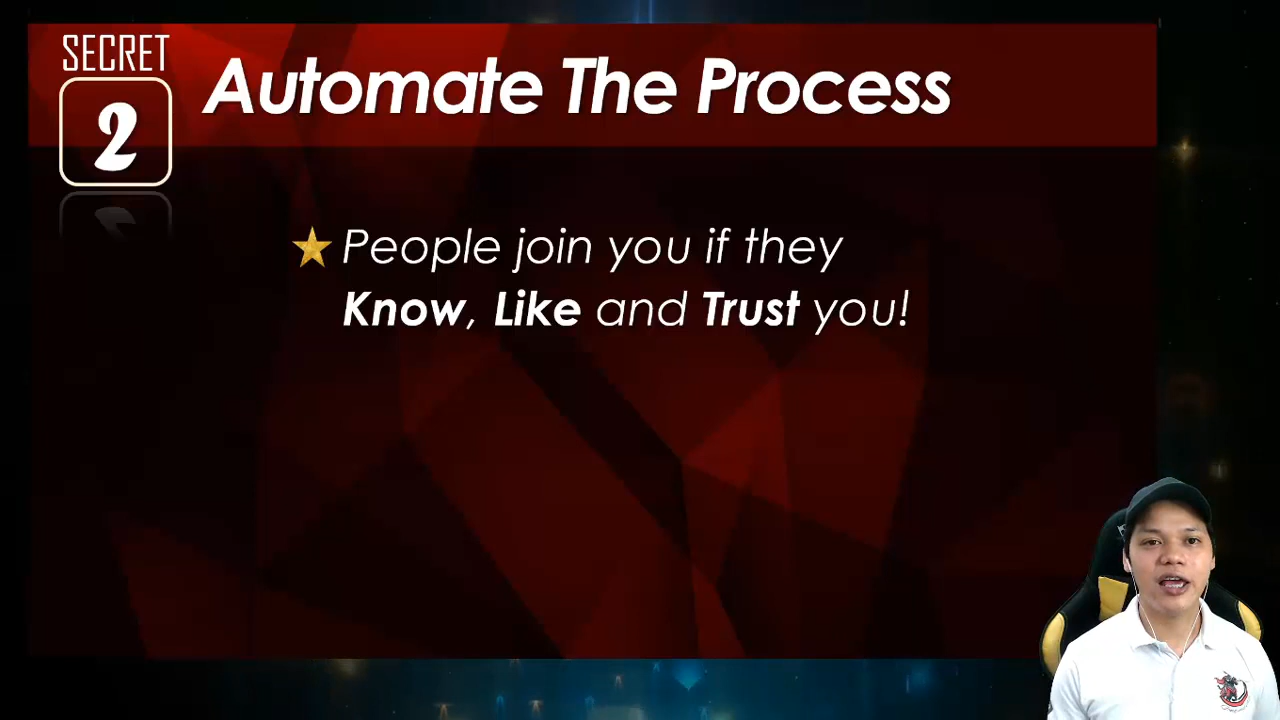 SECRET
2
Automate The Process
People join you if they
Know, Like and Trust you!